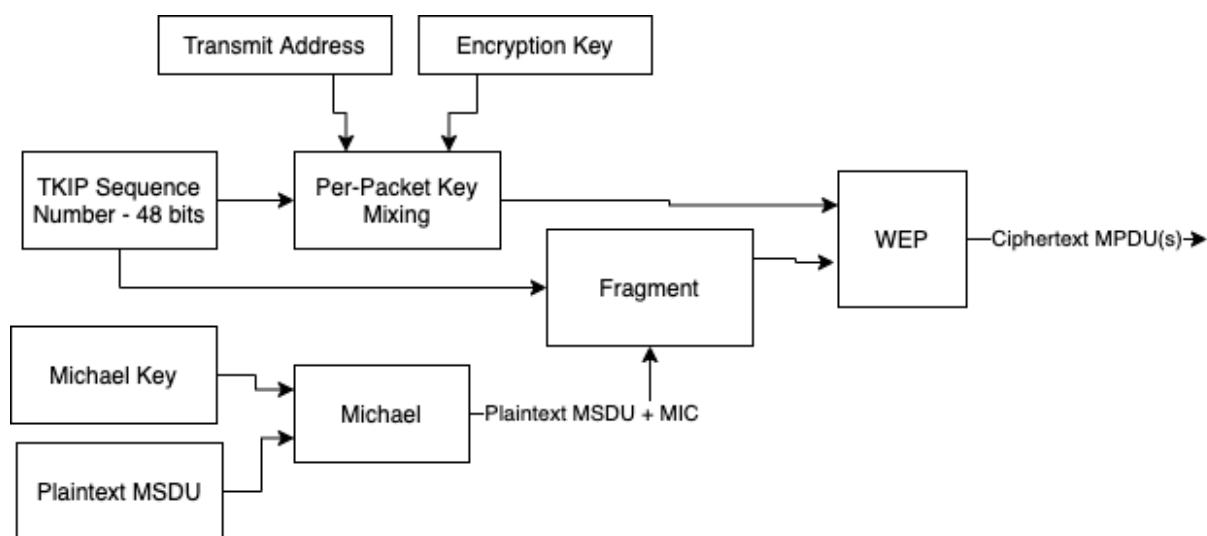 Transmit Address
Encryption Key
TKIP Sequence
Number - 48 bits
Per-Packet Key
Mixing
WEP
Ciphertext MPDU(s)
Fragment
Michael Key
Michael
Plaintext MSDU + MIC
Plaintext MSDU